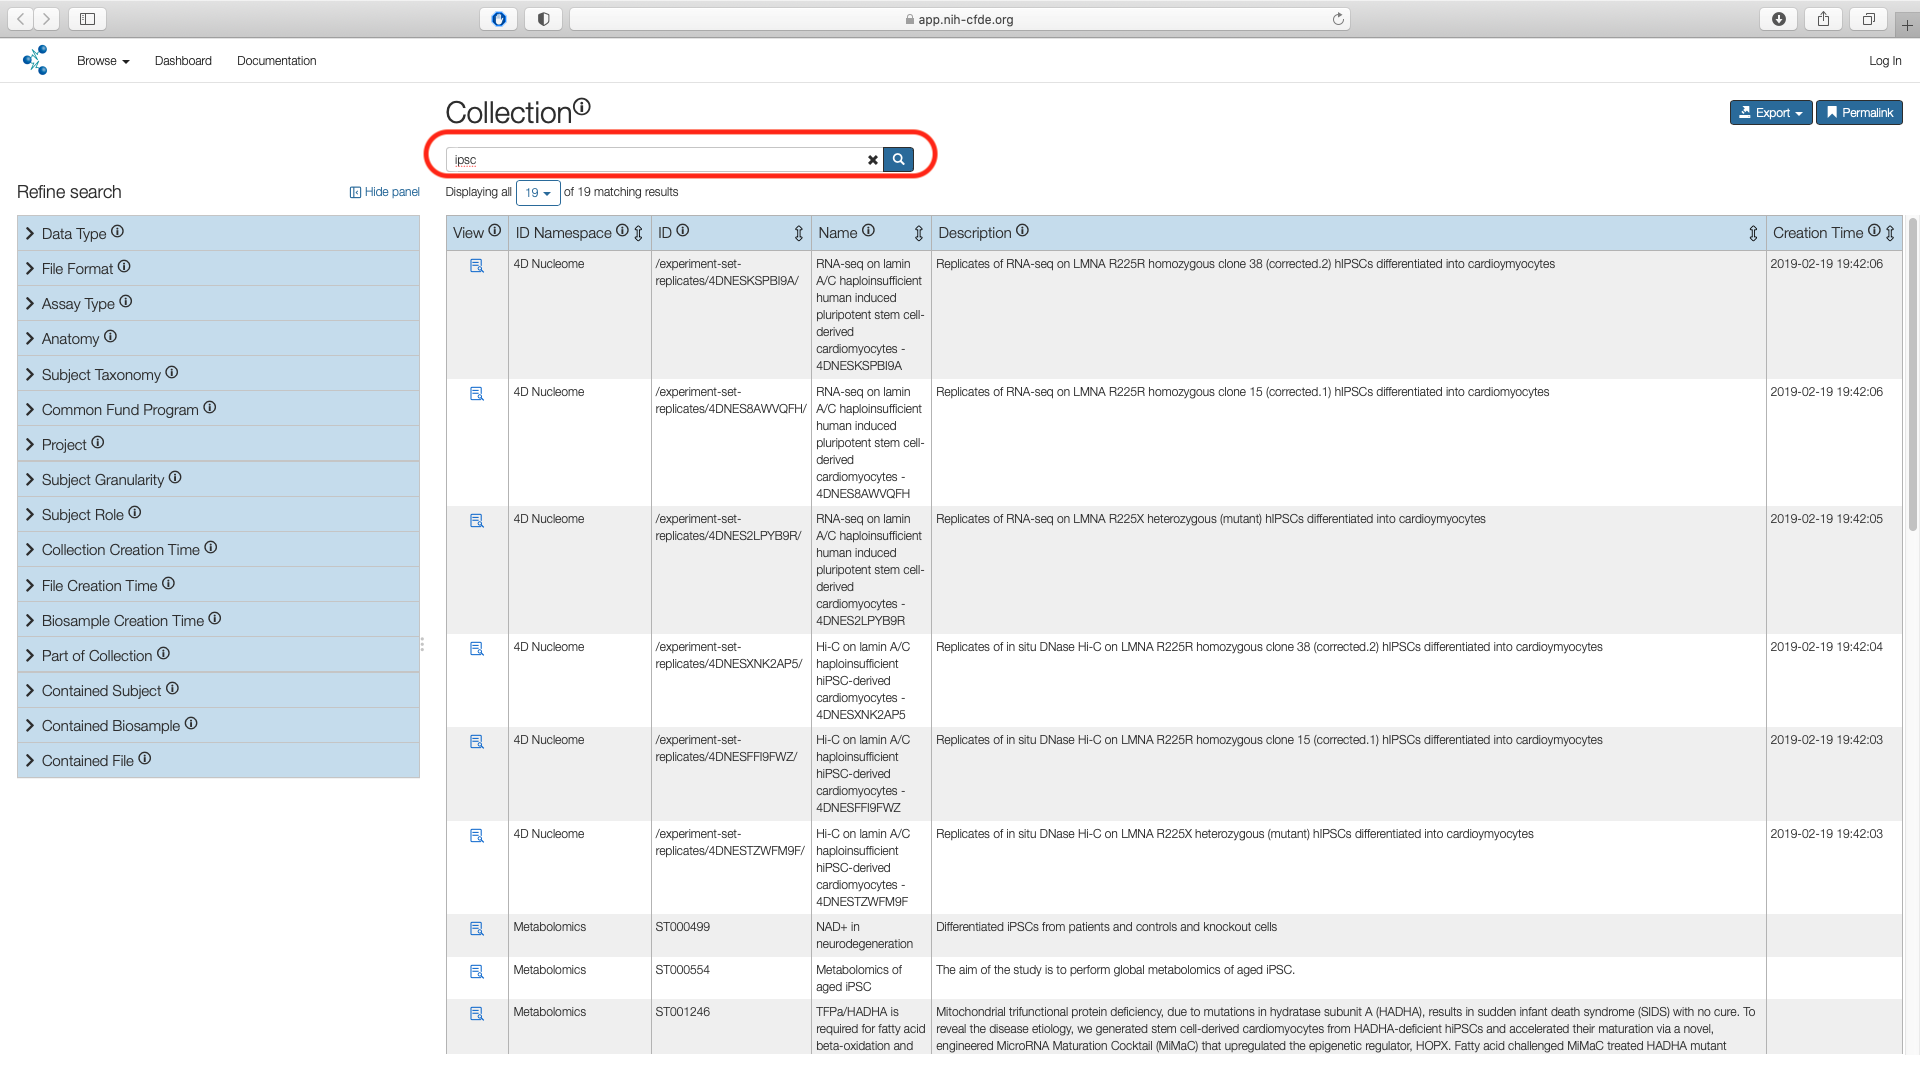 app.nih-cfde.org
Browse
Dashboard
Documentation
Log In
Collection
Export
Permalink
ipsc
Refine search
Hide panel
Displaying all 19 of 19 matching results
Data Type
File Format
Assay Type
Anatomy
Subject Taxonomy
Common Fund Program
Project
Subject Granularity
Subject Role
Collection Creation Time
File Creation Time
Biosample Creation Time
Part of Collection
Contained Subject
Contained Biosample
Contained File
View
ID Namespace
ID
Name
Description
Creation Time
4D Nucleome
/experiment-set-
replicates/4DNESKSPBI9A/
RNA-seq on lamin
A/C haploinsufficient
human induced
pluripotent stem cell-
derived
cardiomyocytes -
4DNESKSPBI9A
Replicates of RNA-seq on LMNA R225R homozygous clone 38 (corrected.2) hIPSCs differentiated into cardioymyocytes
2019-02-19 19:42:06
4D Nucleome
/experiment-set-
replicates/4DNES8AWVQFH/
RNA-seq on lamin
A/C haploinsufficient
human induced
pluripotent stem cell-
derived
cardiomyocytes -
4DNES8AWVQFH
Replicates of RNA-seq on LMNA R225R homozygous clone 15 (corrected.1) hIPSCs differentiated into cardiomyocytes
2019-02-19 19:42:06
4D Nucleome
/experiment-set-
replicates/4DNES2LPYB9R/
RNA-seq on lamin
A/C haploinsufficient
human induced
pluripotent stem cell-
derived
cardiomyocytes -
4DNES2LPYB9R
Replicates of RNA-seq on LMNA R225X heterozygous (mutant) hIPSCs differentiated into cardioymyocytes
2019-02-19 19:42:05
4D Nucleome
/experiment-set-
replicates/4DNESXNK2AP5/
Hi-C on lamin A/C
haploinsufficient
hiPSC-derived
cardiomyocytes -
4DNESXNK2AP5
Replicates of in situ DNase Hi-C on LMNA R225R homozygous clone 38 (corrected.2) hIPSCs differentiated into cardioymyocytes
2019-02-19 19:42:04
4D Nucleome
/experiment-set-
replicates/4DNESFFI9FWZ/
Hi-C on lamin A/C
haploinsufficient
hiPSC-derived
cardiomyocytes -
4DNESFFI9FWZ
Replicates of in situ DNase Hi-C on LMNA R225R homozygous clone 15 (corrected.1) hIPSCs differentiated into cardioymyocytes
2019-02-19 19:42:03
4D Nucleome
/experiment-set-
replicates/4DNESTZWFM9F/
Hi-C on lamin A/C
haploinsufficient
hiPSC-derived
cardiomyocytes -
4DNESTZWFM9F
Replicates of in situ DNase Hi-C on LMNA R225X heterozygous (mutant) hIPSCs differentiated into cardioymyocytes
2019-02-19 19:42:03
Metabolomics
ST000499
NAD+ in
neurodegeneration
Differentiated iPSCs from patients and controls and knockout cells
Metabolomics
ST000554
Metabolomics of
aged iPSC
The aim of the study is to perform global metabolomics of aged iPSC.
Metabolomics
ST001246
TFPa/HADHA is
required for fatty acid
beta-oxidation and
Mitochondrial trifunctional protein deficiency, due to mutations in hydratase subunit A (HADHA), results in sudden infant death syndrome (SIDS) with no cure. To
reveal the disease etiology, we generated stem cell-derived cardiomyocytes from HADHA-deficient hiPSCs and accelerated their maturation via a novel,
engineered MicroRNA Maturation Cocktail (MiMaC) that upregulated the epigenetic regulator, HOPX. Fatty acid challenged MiMaC treated HADHA mutant